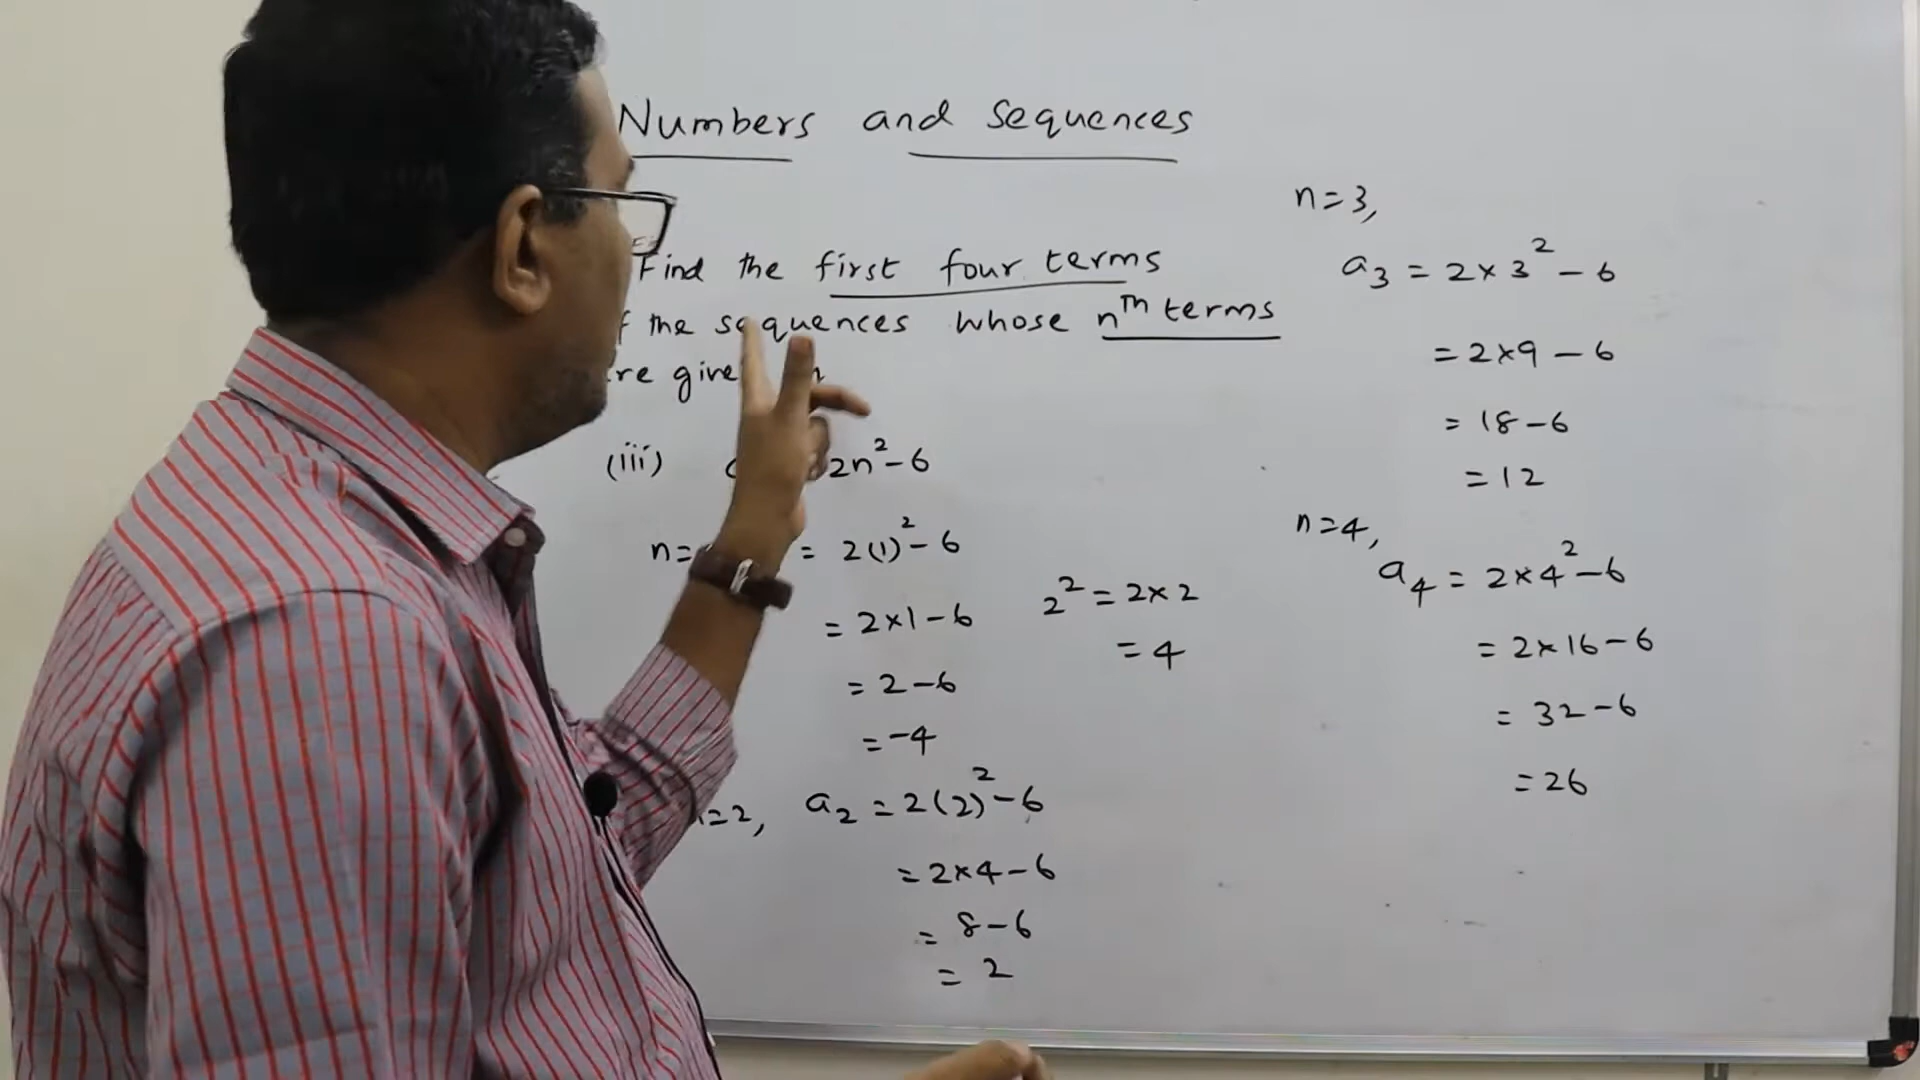 Numbers and Sequences
Find the first four terms
the sequences whose nth terms
(iii) 2n²-6
n= = 2(1)²-6
= 2×1-6
= 2-6
= -4
=2, a₂ = 2(2)²-6
= 2×4-6
= 8-6
= 2
2² = 2×2
= 4
n=3,
a₃ = 2×3²-6
= 2×9-6
= 18-6
= 12
n=4,
a₄ = 2×4²-6
= 2×16-6
= 32-6
= 26